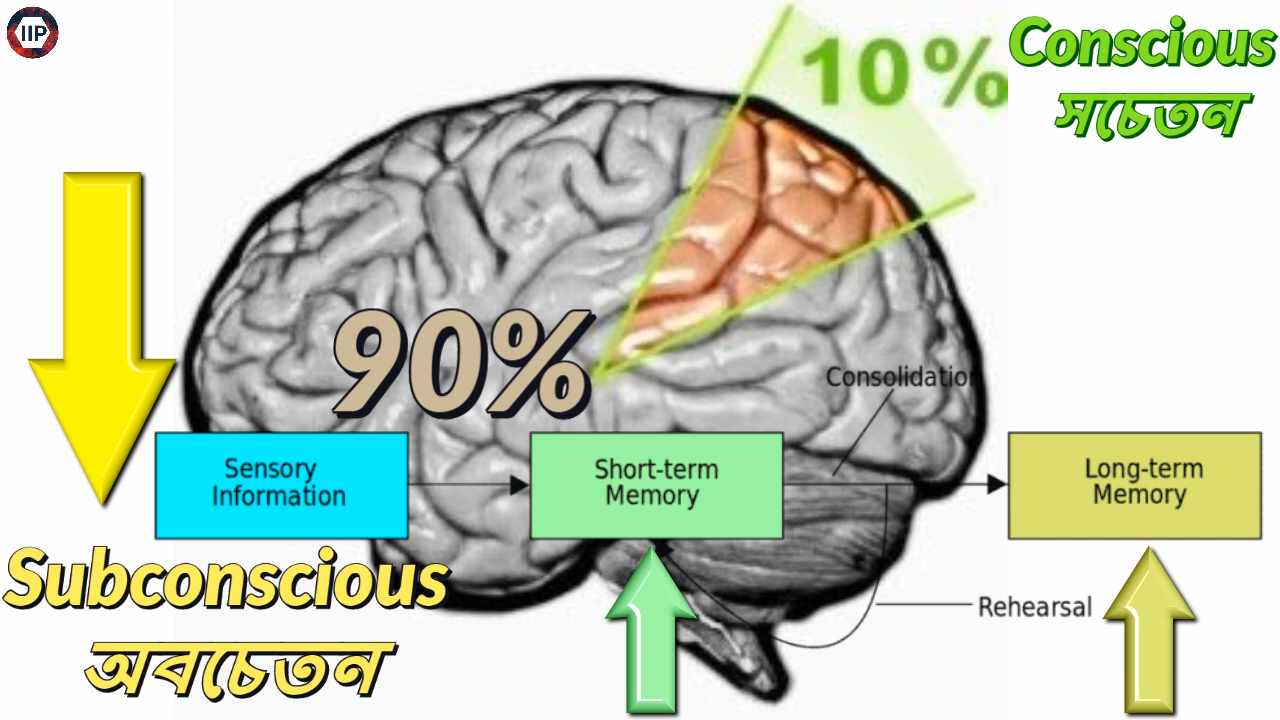 IIP
10%
Conscious
সচেতন
90%
Consolidation
Sensory
Information
Short-term
Memory
Long-term
Memory
Subconscious
অবচেতন
Rehearsal